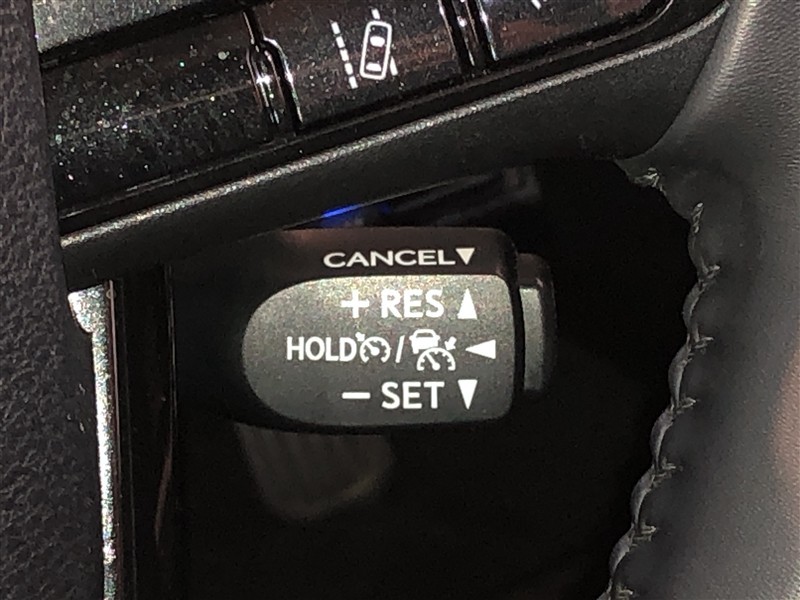 CANCEL▼
+ RES ▲
HOLD / ◀
− SET ▼